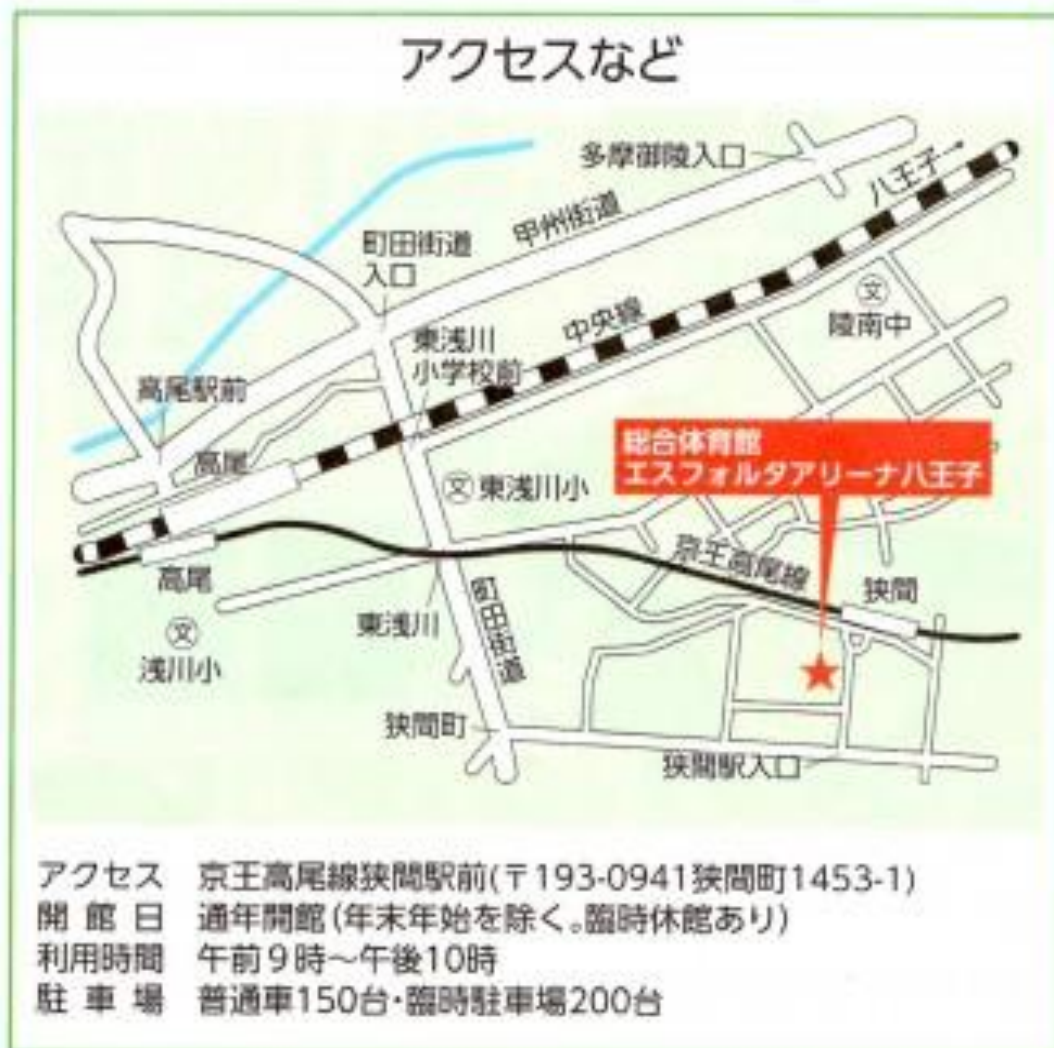 アクセスなど
多摩御陵入口
八王子
甲州街道
町田街道
入口
文
陵南中
中央線
東浅川
小学校前
高尾駅前
総合体育館
エスフォルタアリーナ八王子
高尾
文 東浅川小
京王高尾線
狭間
高尾
東浅川
町田街道
文
浅川小
狭間町
狭間駅入口
アクセス 京王高尾線狭間駅前(〒193-0941狭間町1453-1)
開館日 通年開館(年末年始を除く。臨時休館あり)
利用時間 午前9時～午後10時
駐車場 普通車150台・臨時駐車場200台